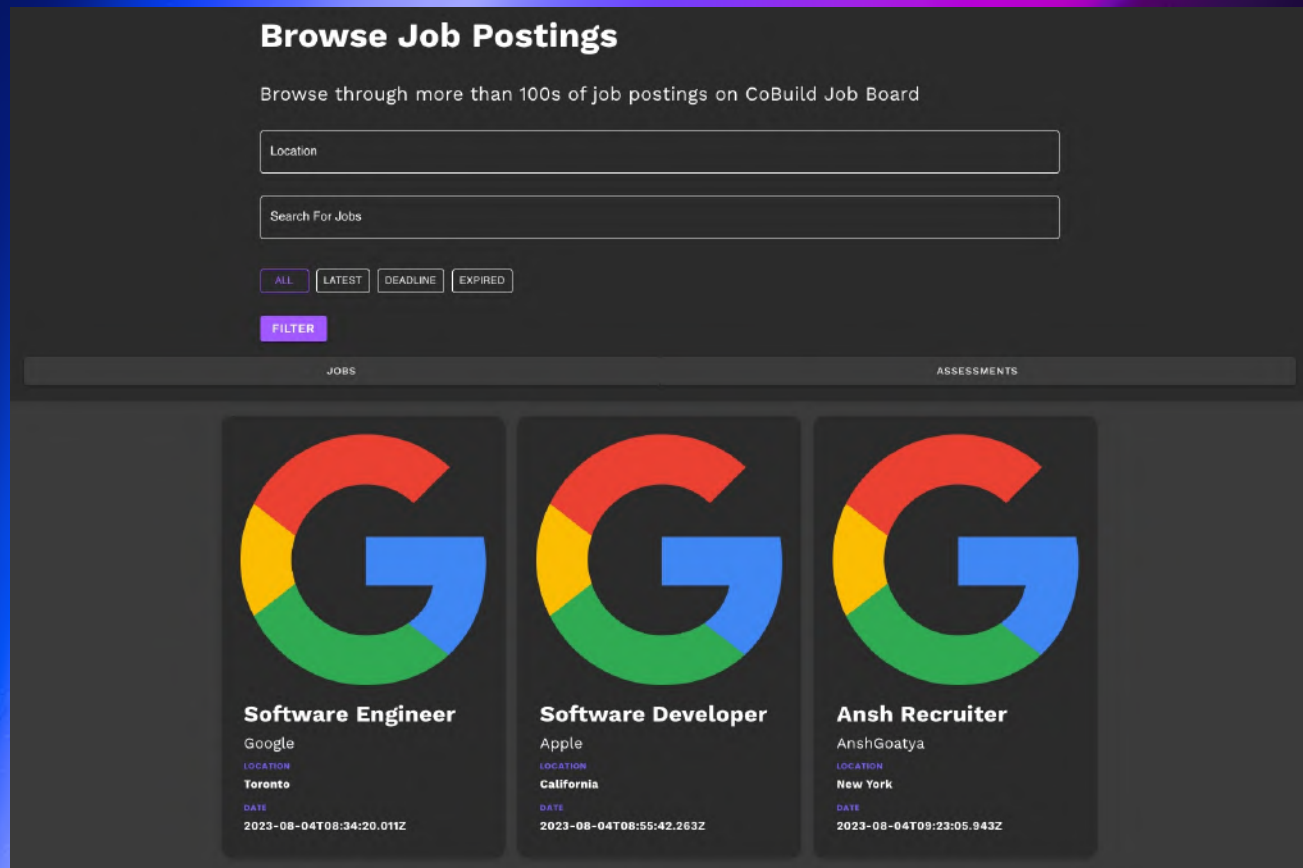 Browse Job Postings
Browse through more than 100s of job postings on CoBuild Job Board
Location
Search For Jobs
ALL LATEST DEADLINE EXPIRED
FILTER
JOBS ASSESSMENTS
Software Engineer
Google
LOCATION
Toronto
DATE
2023-08-04T08:34:20.011Z
Software Developer
Apple
LOCATION
California
DATE
2023-08-04T08:55:42.263Z
Ansh Recruiter
AnshGoatya
LOCATION
New York
DATE
2023-08-04T09:23:05.943Z